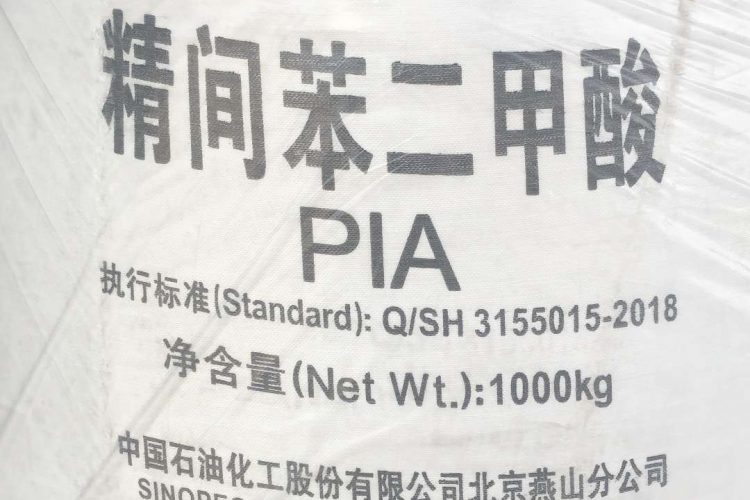 精间苯二甲酸
PIA
执行标准(Standard): Q/SH 3155015-2018
净含量(Net Wt.):1000kg
中国石油化工股份有限公司北京燕山分公司